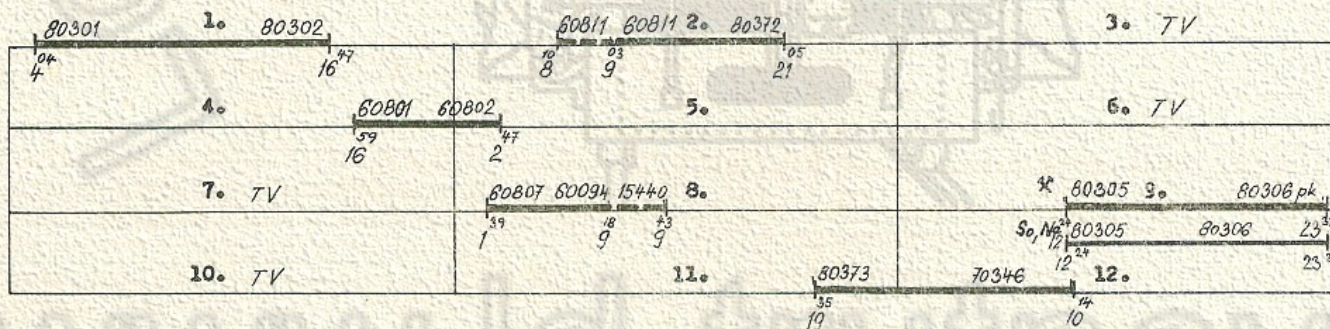 80301 1. 80302 60811 60811 2. 80372 3. TV
4 04 16 47 8 10 9 03 21 05
4. 60801 60802 5. 6. TV
16 59 2 47
7. TV 60807 60094 15440 8. 80305 9. 80306 pk
1 39 9 18 9 43 So, 12 24 80305 80306 23
12 24 23
10. TV 11. 80373 70346 12.
19 35 10 14